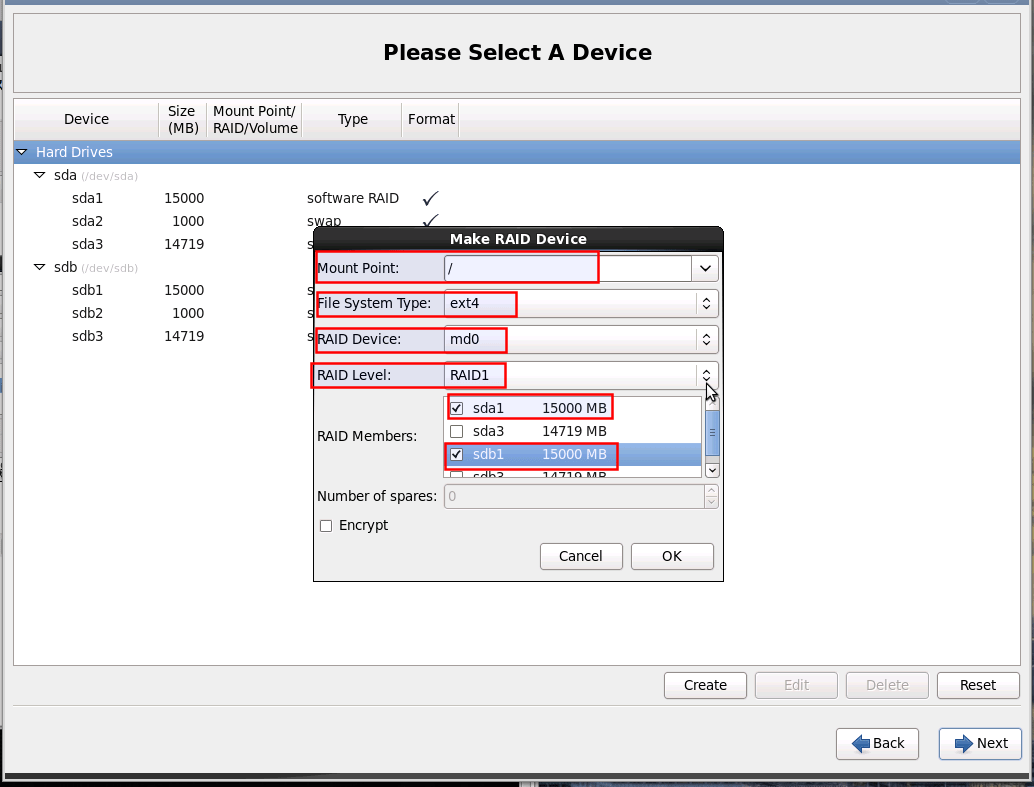 Please Select A Device
Device Size (MB) Mount Point/ RAID/Volume Type Format
Hard Drives
sda (/dev/sda)
sda1 15000 software RAID
sda2 1000 swap
sda3 14719 s
sdb (/dev/sdb)
sdb1 15000 s
sdb2 1000 s
sdb3 14719 s
Make RAID Device
Mount Point: /
File System Type: ext4
RAID Device: md0
RAID Level: RAID1
RAID Members:
sda1 15000 MB
sda3 14719 MB
sdb1 15000 MB
sdb3 14719 MB
Number of spares: 0
Encrypt
Cancel OK
Create Edit Delete Reset
Back Next